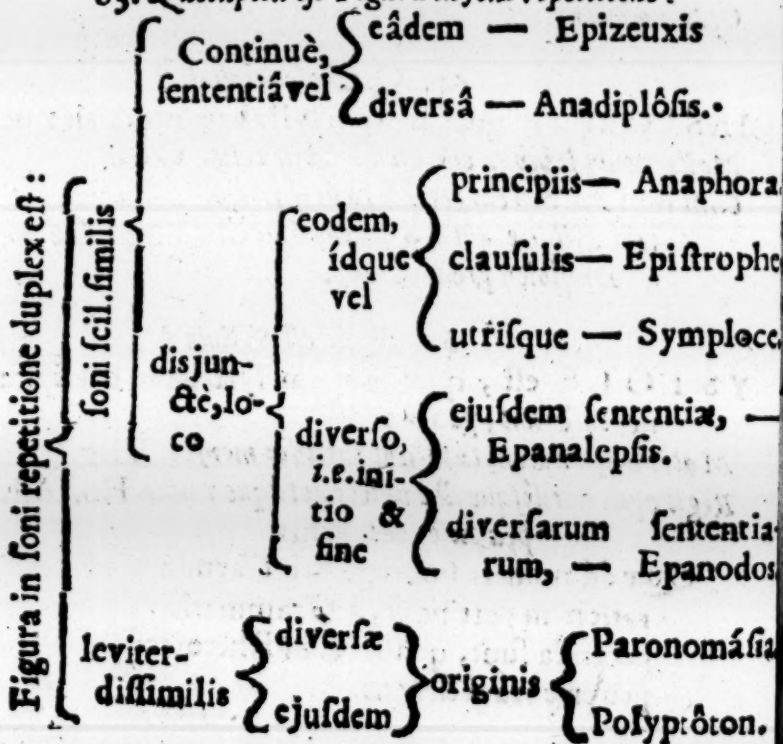 Figura in ſoni repetitione duplex eſt :
ſoni ſcil. ſimilis
Continuè,
ſententiâ vel
eâdem — Epizeuxis
diversâ — Anadiplôſis.
disjun-
ctè, lo-
co
eodem,
ídque
vel
principiis — Anaphora
clauſulis — Epiſtrophe
utriſque — Symploce
diverſo,
i.e. ini-
tio &
fine
ejuſdem ſententiæ, —
Epanalepſis.
diverſarum ſententia
rum, — Epanodos
leviter-
diſſimilis
diverſæ
ejuſdem
originis
Paronomáſia
Polyptôton.